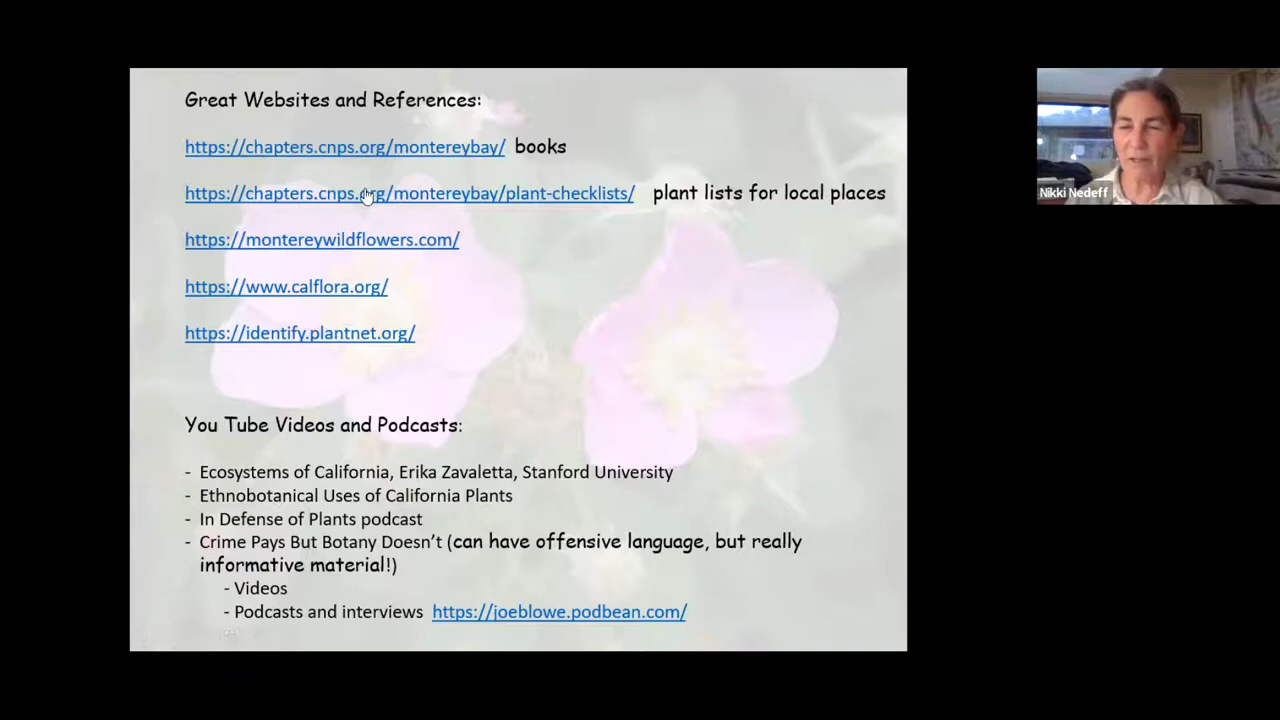 Great Websites and References:
https://chapters.cnps.org/montereybay/ books
https://chapters.cnps.org/montereybay/plant-checklists/ plant lists for local places
https://montereywildflowers.com/
https://www.calflora.org/
https://identify.plantnet.org/
You Tube Videos and Podcasts:
- Ecosystems of California, Erika Zavaletta, Stanford University
- Ethnobotanical Uses of California Plants
- In Defense of Plants podcast
- Crime Pays But Botany Doesn't (can have offensive language, but really
informative material!)
- Videos
- Podcasts and interviews https://joeblowe.podbean.com/
Nikki Nedeff